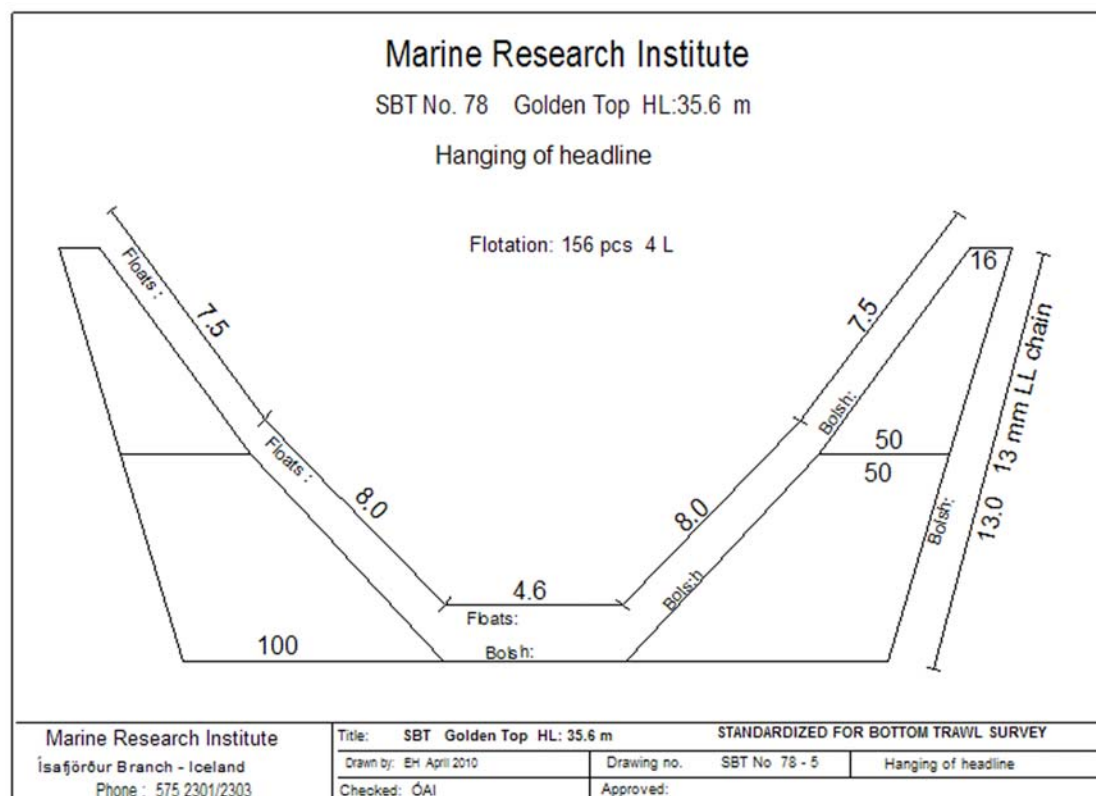 Marine Research Institute
SBT No. 78 Golden Top HL:35.6 m
Hanging of headline
Flotation: 156 pcs 4 L
Floats :
7.5
7.5
16
13.0 13 mm LL chain
Floats :
8.0
8.0
Bolsh:
50
50
Bolsh:
4.6
Floats:
Bols:h
100
Bolsh:
Marine Research Institute
Ísafjörður Branch - Iceland
Phone : 575 2301/2303
Title: SBT Golden Top HL: 35.6 m STANDARDIZED FOR BOTTOM TRAWL SURVEY
Drawn by: EH April 2010 Drawing no. SBT No 78 - 5 Hanging of headline
Checked: ÓAI Approved: